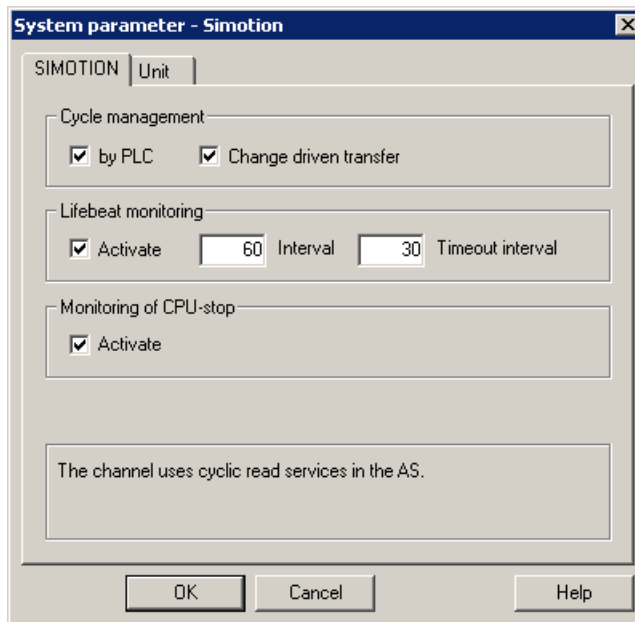 System parameter - Simotion
SIMOTION Unit
Cycle management
by PLC Change driven transfer
Lifebeat monitoring
Activate 60 Interval 30 Timeout interval
Monitoring of CPU-stop
Activate
The channel uses cyclic read services in the AS.
OK Cancel Help